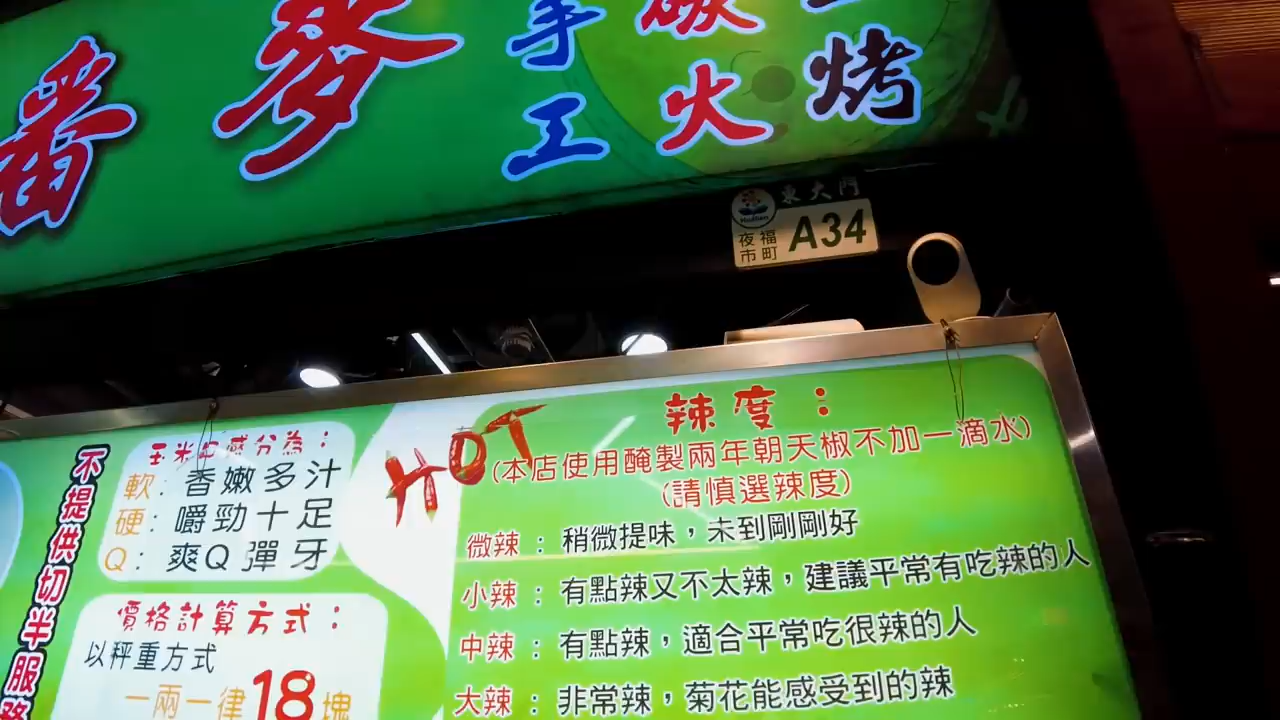 番麥
手工
碳火
烤
東大門
夜市
福町
A34
Hualien
不提供切半服務
玉米口感分為：
軟：香嫩多汁
硬：嚼勁十足
Q：爽Q彈牙
價格計算方式：
以秤重方式
一兩一律18塊
HOT
辣度：
(本店使用醃製兩年朝天椒不加一滴水)
(請慎選辣度)
微辣：稍微提味，未到剛剛好
小辣：有點辣又不太辣，建議平常有吃辣的人
中辣：有點辣，適合平常吃很辣的人
大辣：非常辣，菊花能感受到的辣